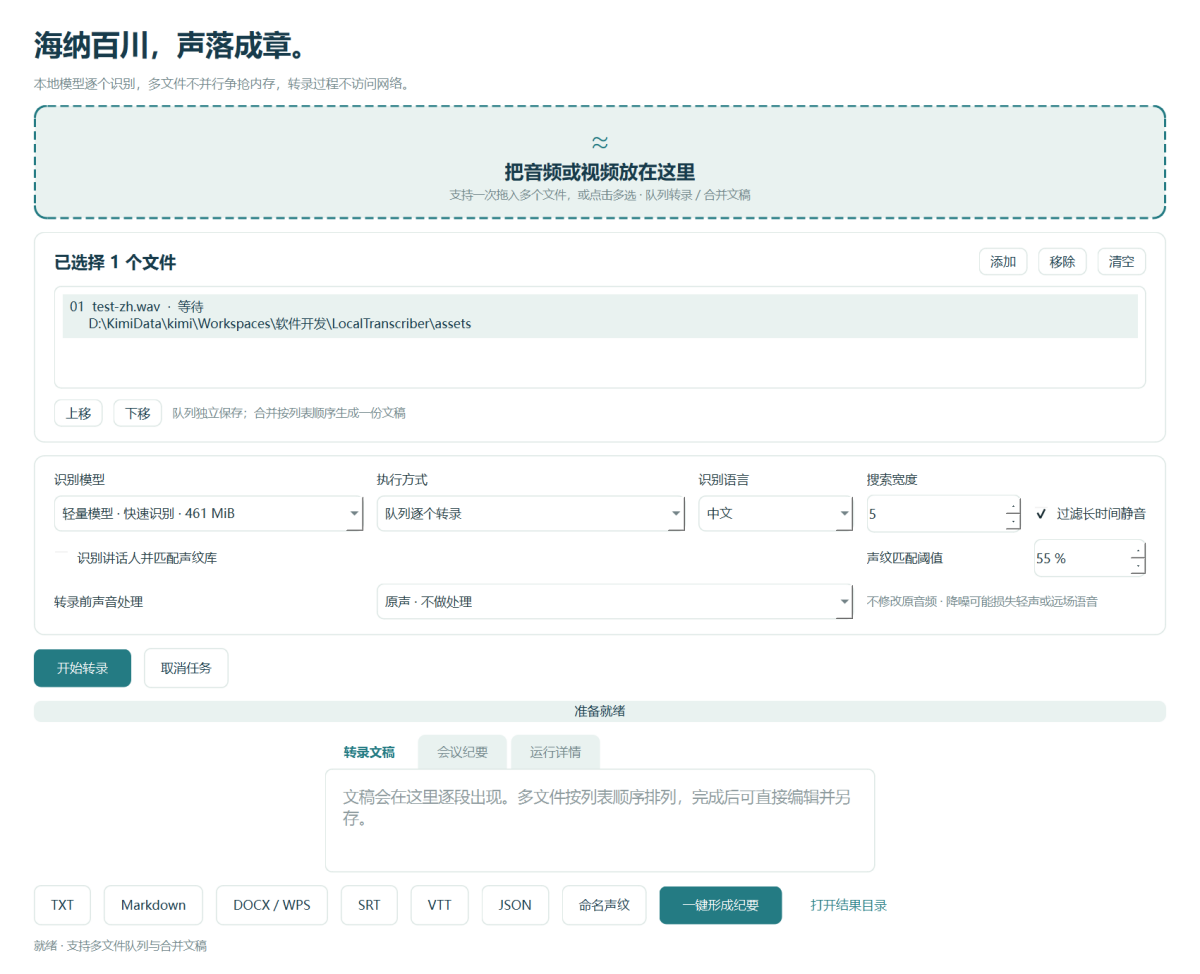 海纳百川，声落成章。
本地模型逐个识别，多文件不并行争抢内存，转录过程不访问网络。
≈
把音频或视频放在这里
支持一次拖入多个文件，或点击多选 · 队列转录 / 合并文稿
已选择 1 个文件
添加 移除 清空
01 test-zh.wav · 等待
D:\KimiData\kimi\Workspaces\软件开发\LocalTranscriber\assets
上移 下移 队列独立保存；合并按列表顺序生成一份文稿
识别模型 执行方式 识别语言 搜索宽度
轻量模型 · 快速识别 · 461 MiB 队列逐个转录 中文 5 ✓ 过滤长时间静音
识别讲话人并匹配声纹库 声纹匹配阈值 55 %
转录前声音处理 原声 · 不做处理 不修改原音频 · 降噪可能损失轻声或远场语音
开始转录 取消任务
准备就绪
转录文稿 会议纪要 运行详情
文稿会在这里逐段出现。多文件按列表顺序排列，完成后可直接编辑并另
存。
TXT Markdown DOCX / WPS SRT VTT JSON 命名声纹 一键形成纪要 打开结果目录
就绪 · 支持多文件队列与合并文稿